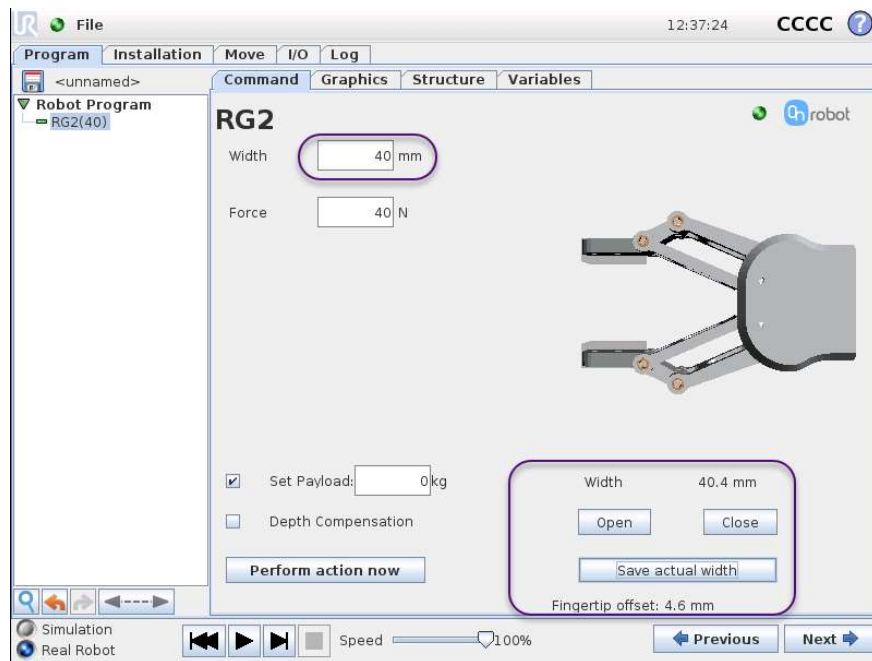 File 12:37:24 CCCC ?
Program Installation Move I/O Log
<unnamed> Command Graphics Structure Variables
Robot Program
RG2(40)
RG2
On robot
Width 40 mm
Force 40 N
Set Payload: 0 kg
Width 40.4 mm
Depth Compensation
Open Close
Perform action now
Save actual width
Fingertip offset: 4.6 mm
Simulation
Real Robot
Speed 100%
Previous Next